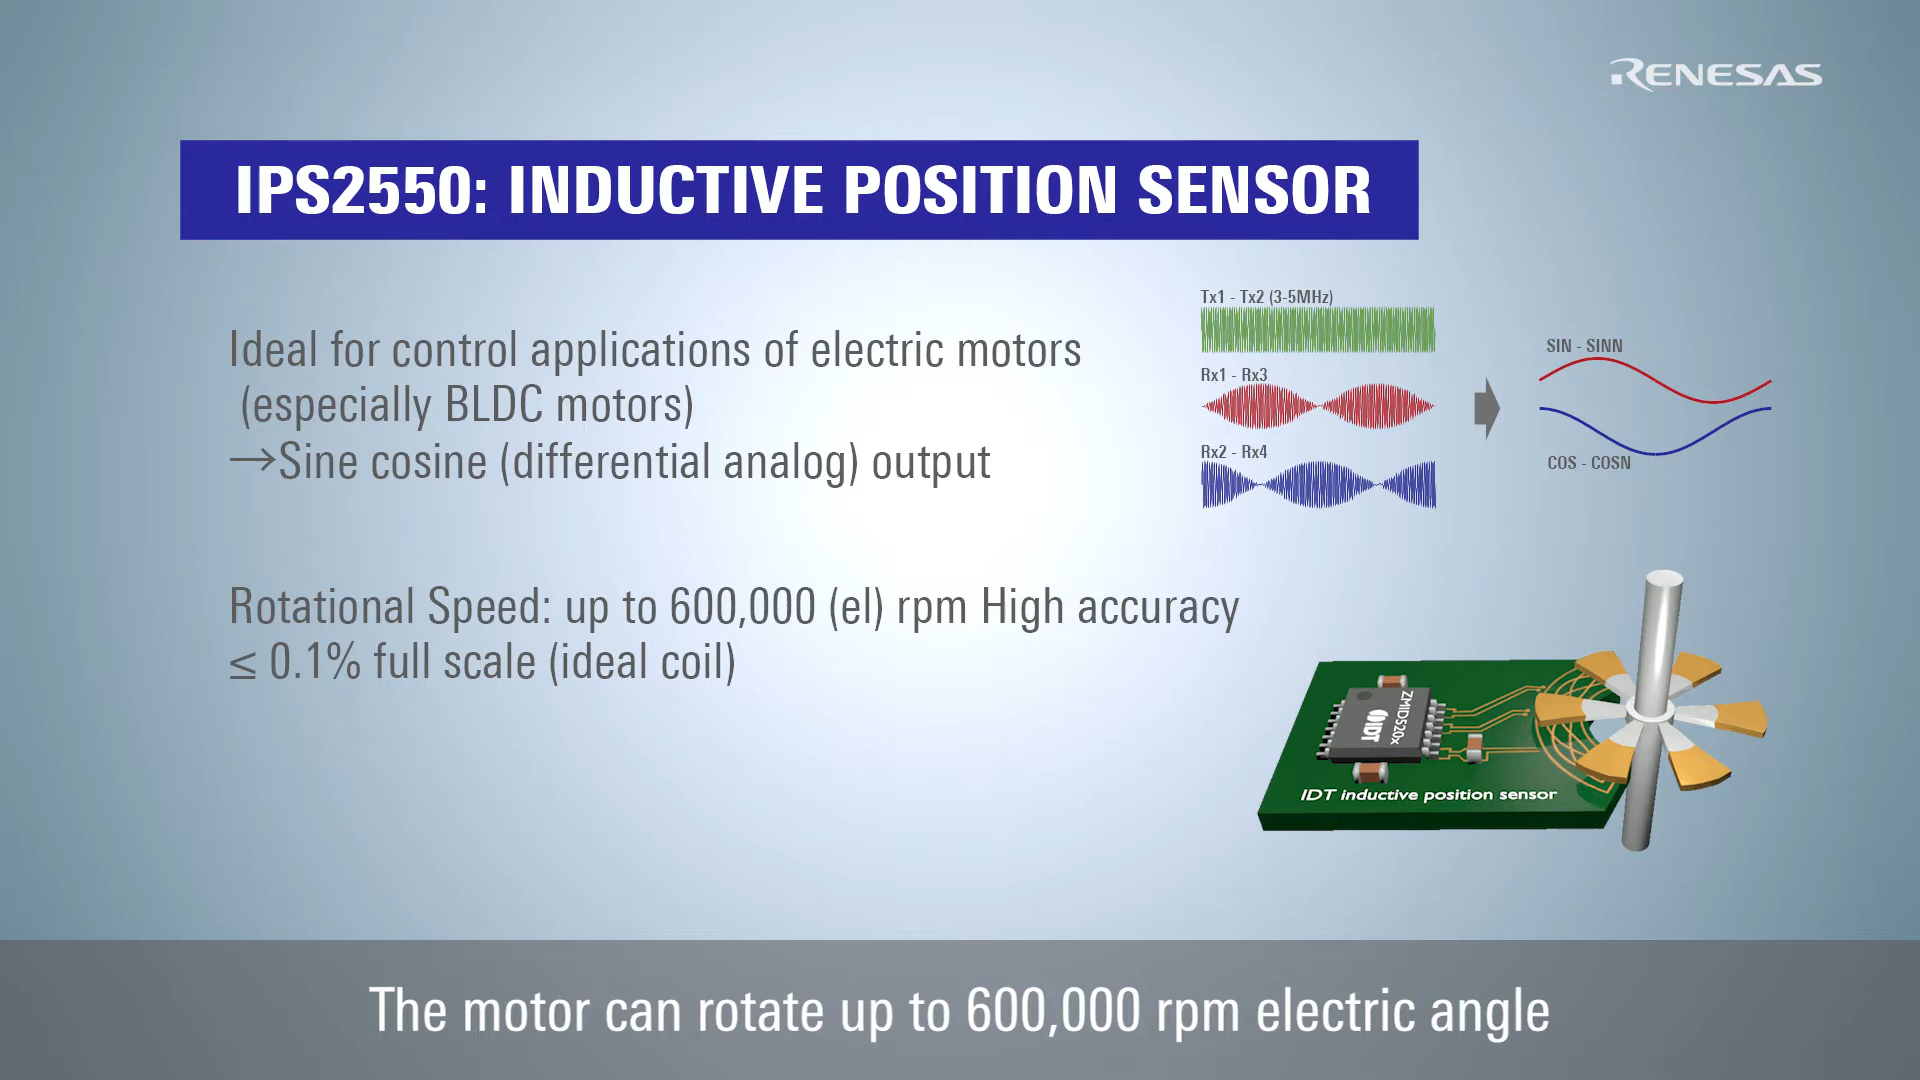 RENESAS
IPS2550: INDUCTIVE POSITION SENSOR
Ideal for control applications of electric motors
(especially BLDC motors)
→Sine cosine (differential analog) output
Rotational Speed: up to 600,000 (el) rpm High accuracy
≤ 0.1% full scale (ideal coil)
Tx1 - Tx2 (3-5MHz)
Rx1 - Rx3
Rx2 - Rx4
SIN - SINN
COS - COSN
ZMID520x
IDT
IDT inductive position sensor
The motor can rotate up to 600,000 rpm electric angle